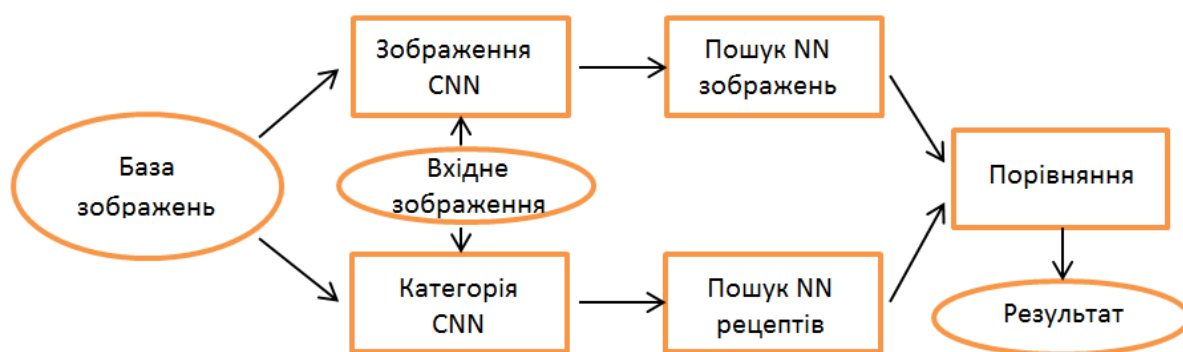 Зображення
CNN
Пошук NN
зображень
База
зображень
Вхідне
зображення
Порівняння
Категорія
CNN
Пошук NN
рецептів
Результат